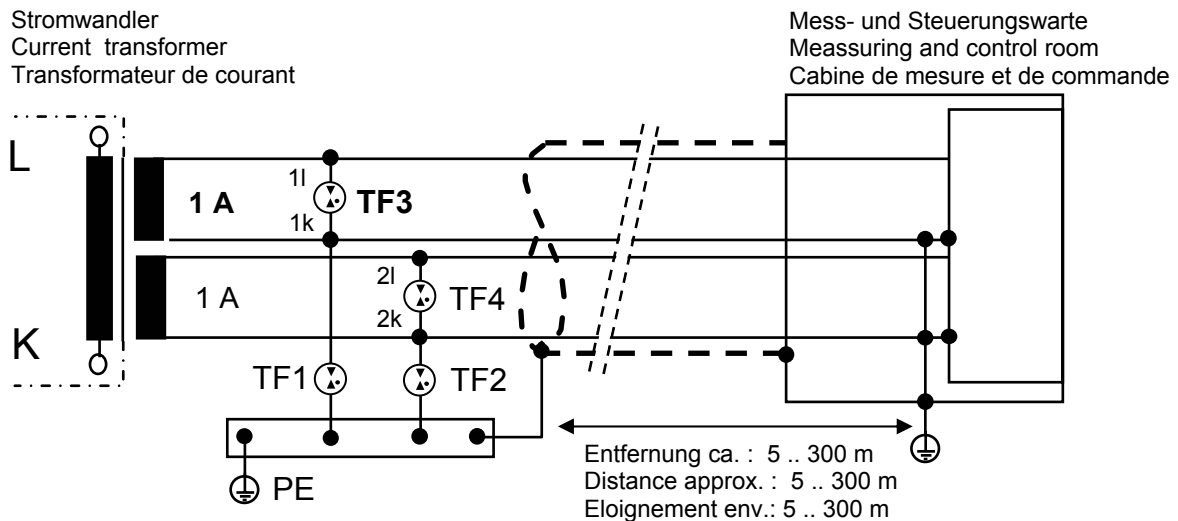 Stromwandler
Current transformer
Transformateur de courant
Mess- und Steuerungswarte
Meassuring and control room
Cabine de mesure et de commande
L
1l
1 A
TF3
1k
2l
1 A
TF4
2k
K
TF1
TF2
PE
Entfernung ca. : 5 .. 300 m
Distance approx. : 5 .. 300 m
Eloignement env.: 5 .. 300 m